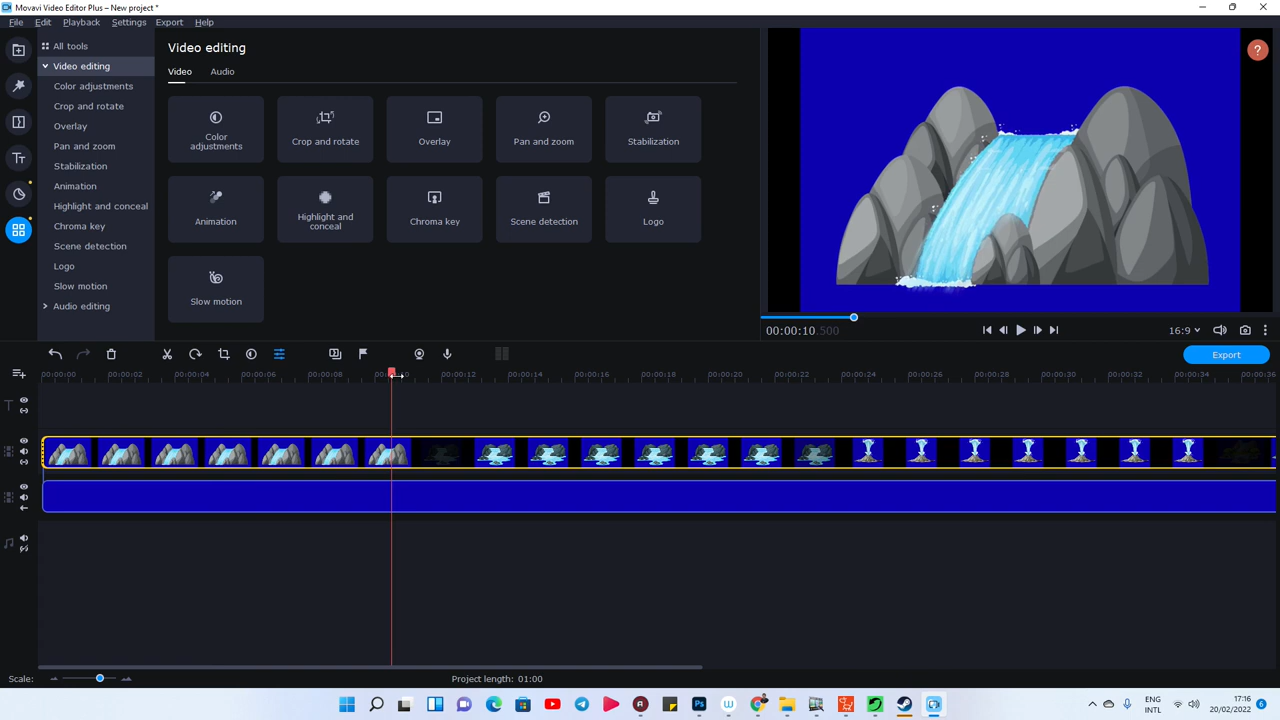 Movavi Video Editor Plus – New project *
File Edit Playback Settings Export Help
All tools
Video editing
Color adjustments
Crop and rotate
Overlay
Pan and zoom
Stabilization
Animation
Highlight and conceal
Chroma key
Scene detection
Logo
Slow motion
Audio editing
Video editing
Video Audio
Color adjustments
Crop and rotate
Overlay
Pan and zoom
Stabilization
Animation
Highlight and conceal
Chroma key
Scene detection
Logo
Slow motion
?
00:00:10.500
16:9
Export
00:00:00 00:00:02 00:00:04 00:00:06 00:00:08 00:00:10 00:00:12 00:00:14 00:00:16 00:00:18 00:00:20 00:00:22 00:00:24 00:00:26 00:00:28 00:00:30 00:00:32 00:00:34 00:00:36
Scale:
Project length: 01:00
ENG
INTL
17:16
20/02/2022
6